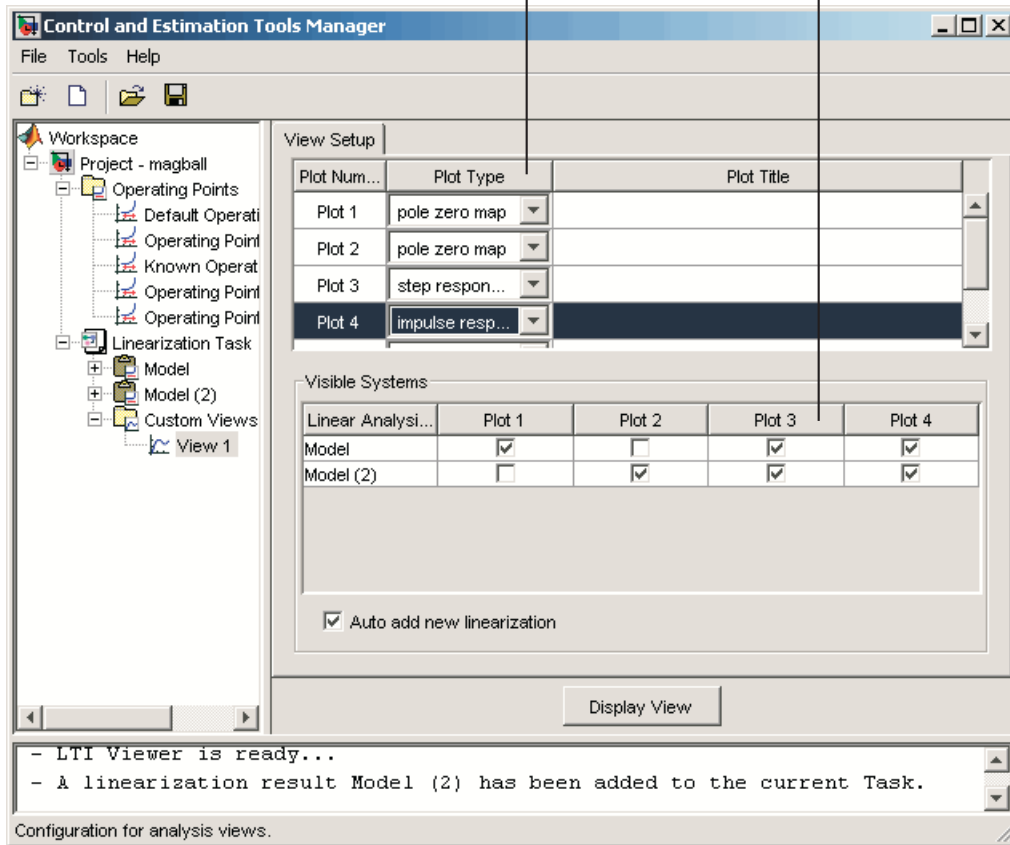 Control and Estimation Tools Manager
File Tools Help
Workspace
Project - magball
Operating Points
Default Operati
Operating Point
Known Operat
Operating Point
Operating Point
Linearization Task
Model
Model (2)
Custom Views
View 1
View Setup
Plot Num... Plot Type Plot Title
Plot 1 pole zero map
Plot 2 pole zero map
Plot 3 step respon...
Plot 4 impulse resp...
Visible Systems
Linear Analysi... Plot 1 Plot 2 Plot 3 Plot 4
Model
Model (2)
Auto add new linearization
Display View
- LTI Viewer is ready...
- A linearization result Model (2) has been added to the current Task.
Configuration for analysis views.